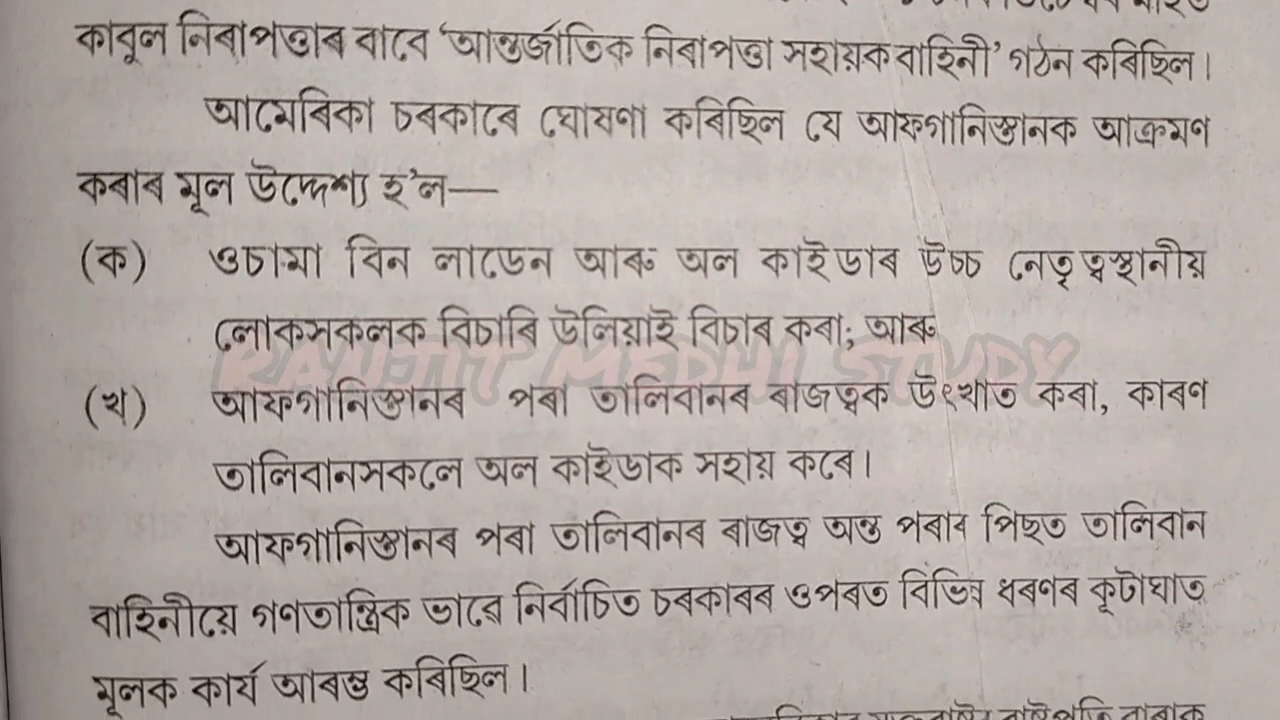 কাবুল নিৰাপত্তাৰ বাবে ‘আন্তৰ্জাতিক নিৰাপত্তা সহায়ক বাহিনী’ গঠন কৰিছিল।
আমেৰিকা চৰকাৰে ঘোষণা কৰিছিল যে আফগানিস্তানক আক্ৰমণ
কৰাৰ মূল উদ্দেশ্য হ’ল—
(ক) ওচামা বিন লাডেন আৰু অল কাইডাৰ উচ্চ নেতৃত্বস্থানীয়
লোকসকলক বিচাৰি উলিয়াই বিচাৰ কৰা; আৰু
RANJIT MEDHI STUDY
(খ) আফগানিস্তানৰ পৰা তালিবানৰ ৰাজত্বক উৎখাত কৰা, কাৰণ
তালিবানসকলে অল কাইডাক সহায় কৰে।
আফগানিস্তানৰ পৰা তালিবানৰ ৰাজত্ব অন্ত পৰাৰ পিছত তালিবান
বাহিনীয়ে গণতান্ত্ৰিক ভাৱে নিৰ্বাচিত চৰকাৰৰ ওপৰত বিভিন্ন ধৰণৰ কূটাঘাত
মূলক কাৰ্য আৰম্ভ কৰিছিল।